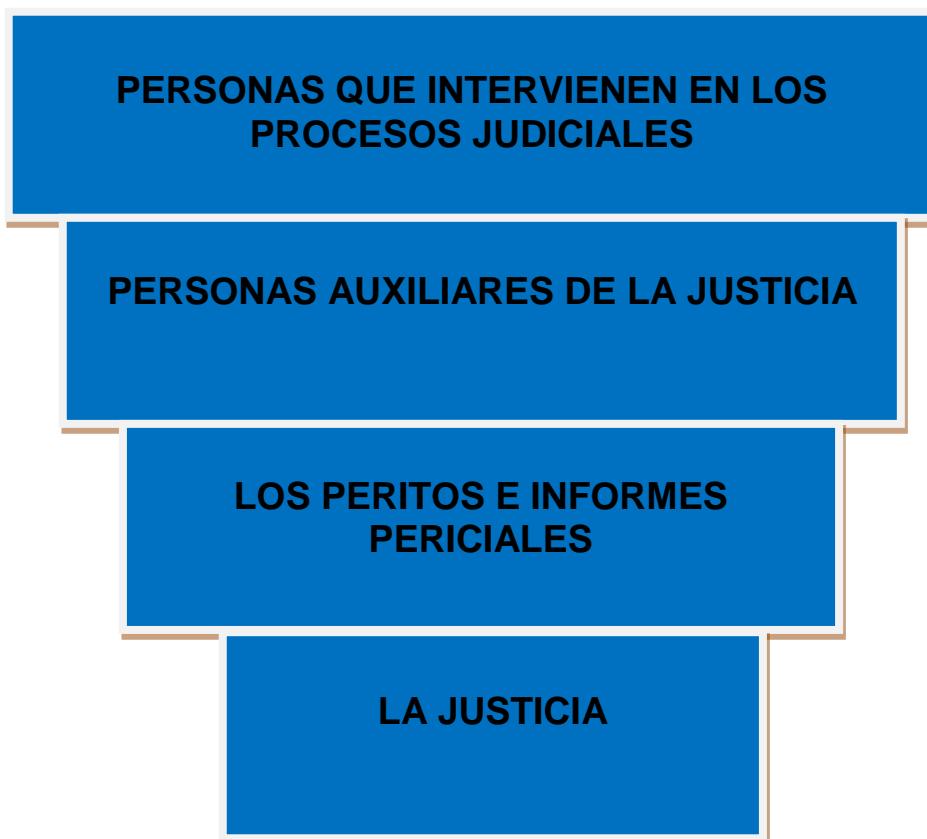 PERSONAS QUE INTERVIENEN EN LOS
PROCESOS JUDICIALES
PERSONAS AUXILIARES DE LA JUSTICIA
LOS PERITOS E INFORMES
PERICIALES
LA JUSTICIA